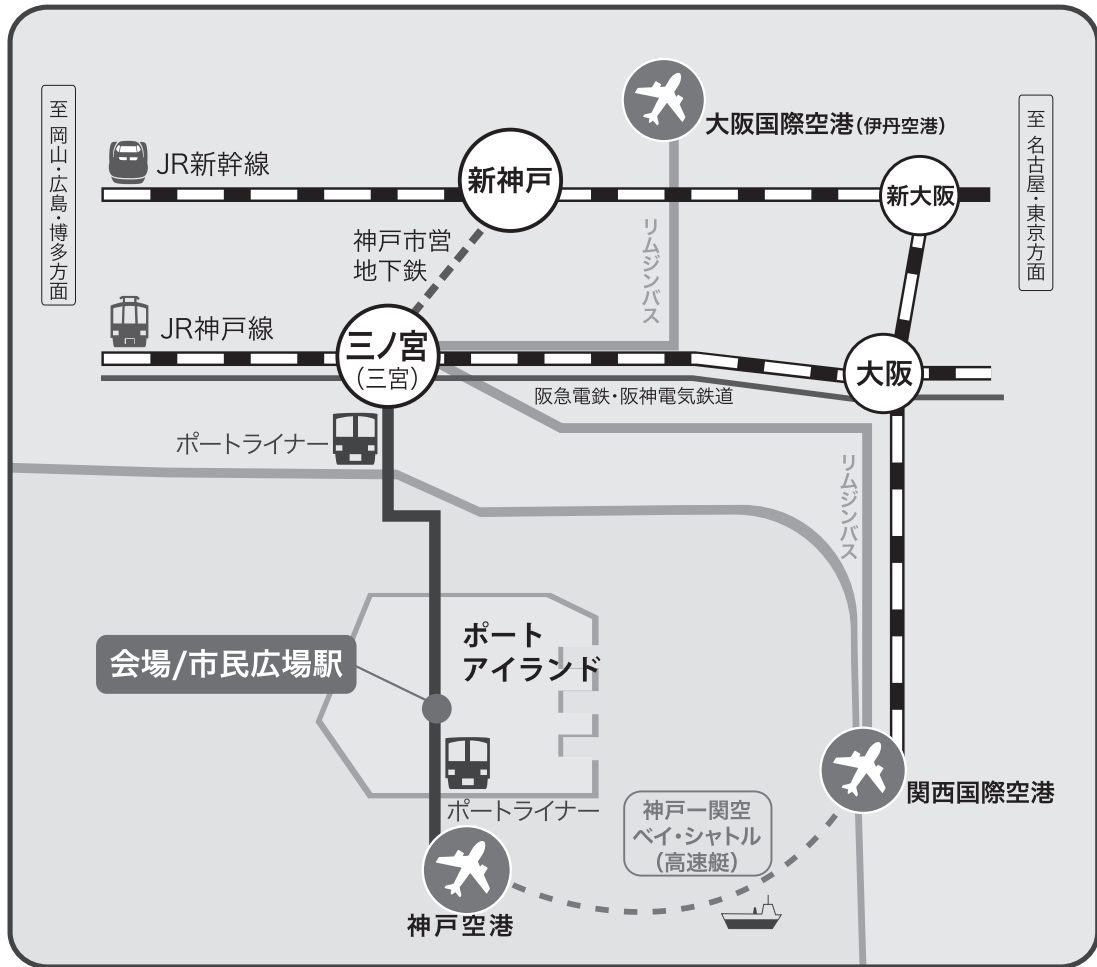 大阪国際空港(伊丹空港)
至 岡山・広島・博多方面
至 名古屋・東京方面
JR新幹線
新神戸
新大阪
神戸市営
地下鉄
リムジンバス
JR神戸線
三ノ宮
(三宮)
大阪
阪急電鉄・阪神電気鉄道
ポートライナー
リムジンバス
ポート
アイランド
会場/市民広場駅
ポートライナー
関西国際空港
神戸ー関空
ベイ・シャトル
(高速艇)
神戸空港